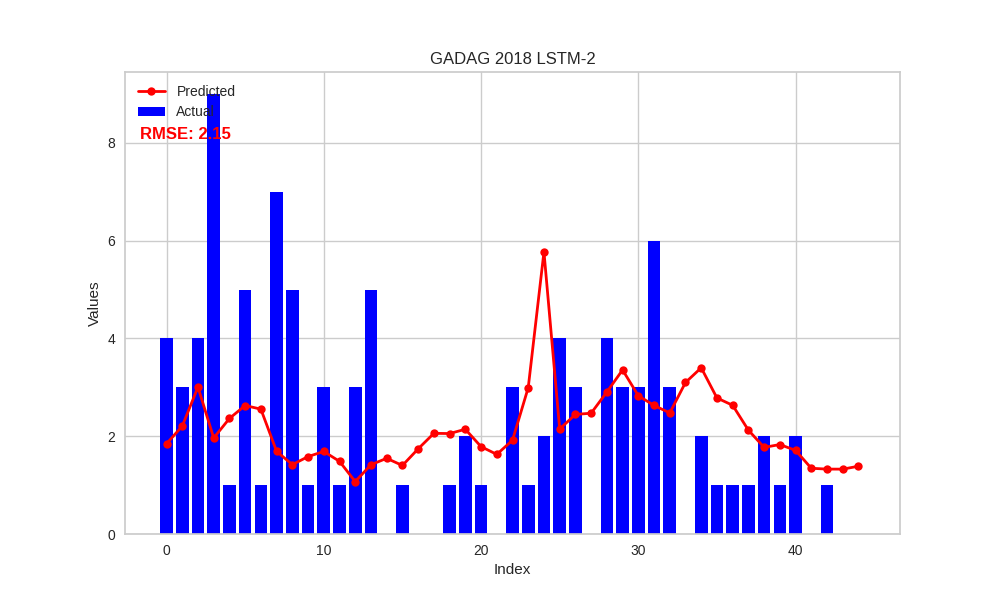 GADAG 2018 LSTM-2
Predicted
Actual
RMSE: 2.15
Values
8
6
4
2
0
0 10 20 30 40
Index